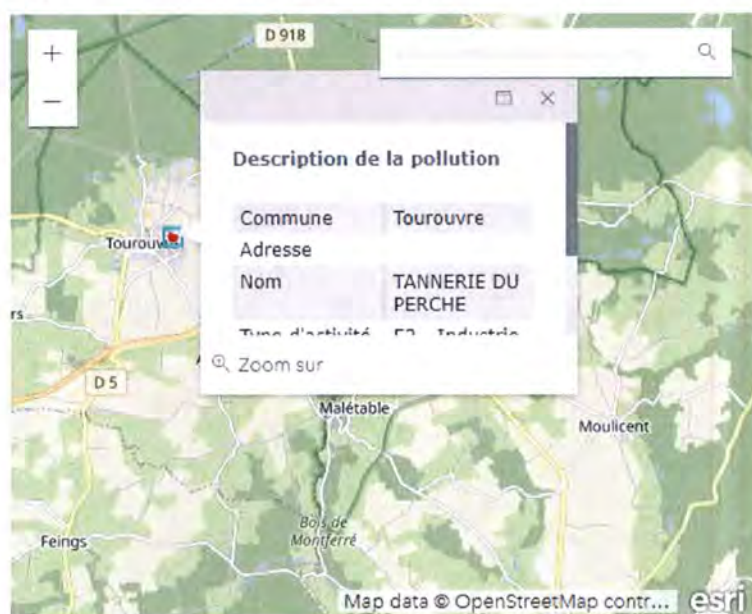 +
D 918
−
Description de la pollution
Commune Tourouvre
Adresse
Nom TANNERIE DU
PERCHE
Zoom sur
D 5
Malétable
Moulicent
Bois de
Montferré
Feings
Map data © OpenStreetMap contr...
esri